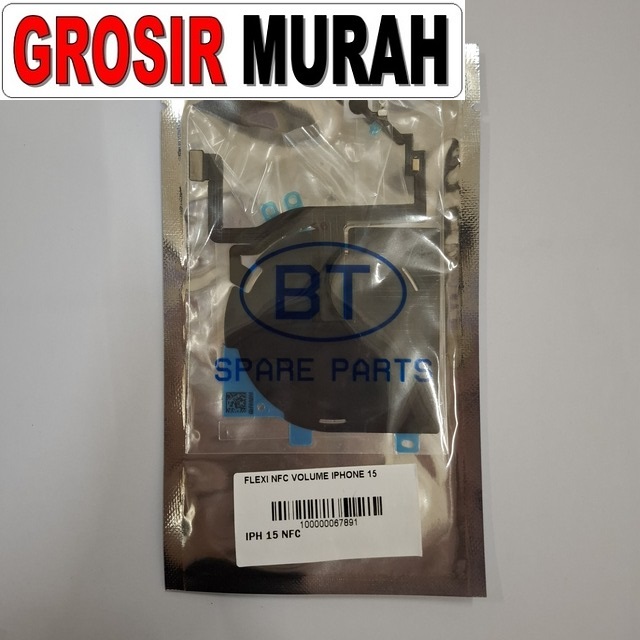 GROSIR MURAH
BT
SPARE PARTS
FLEXI NFC VOLUME IPHONE 15
100000067891
IPH 15 NFC